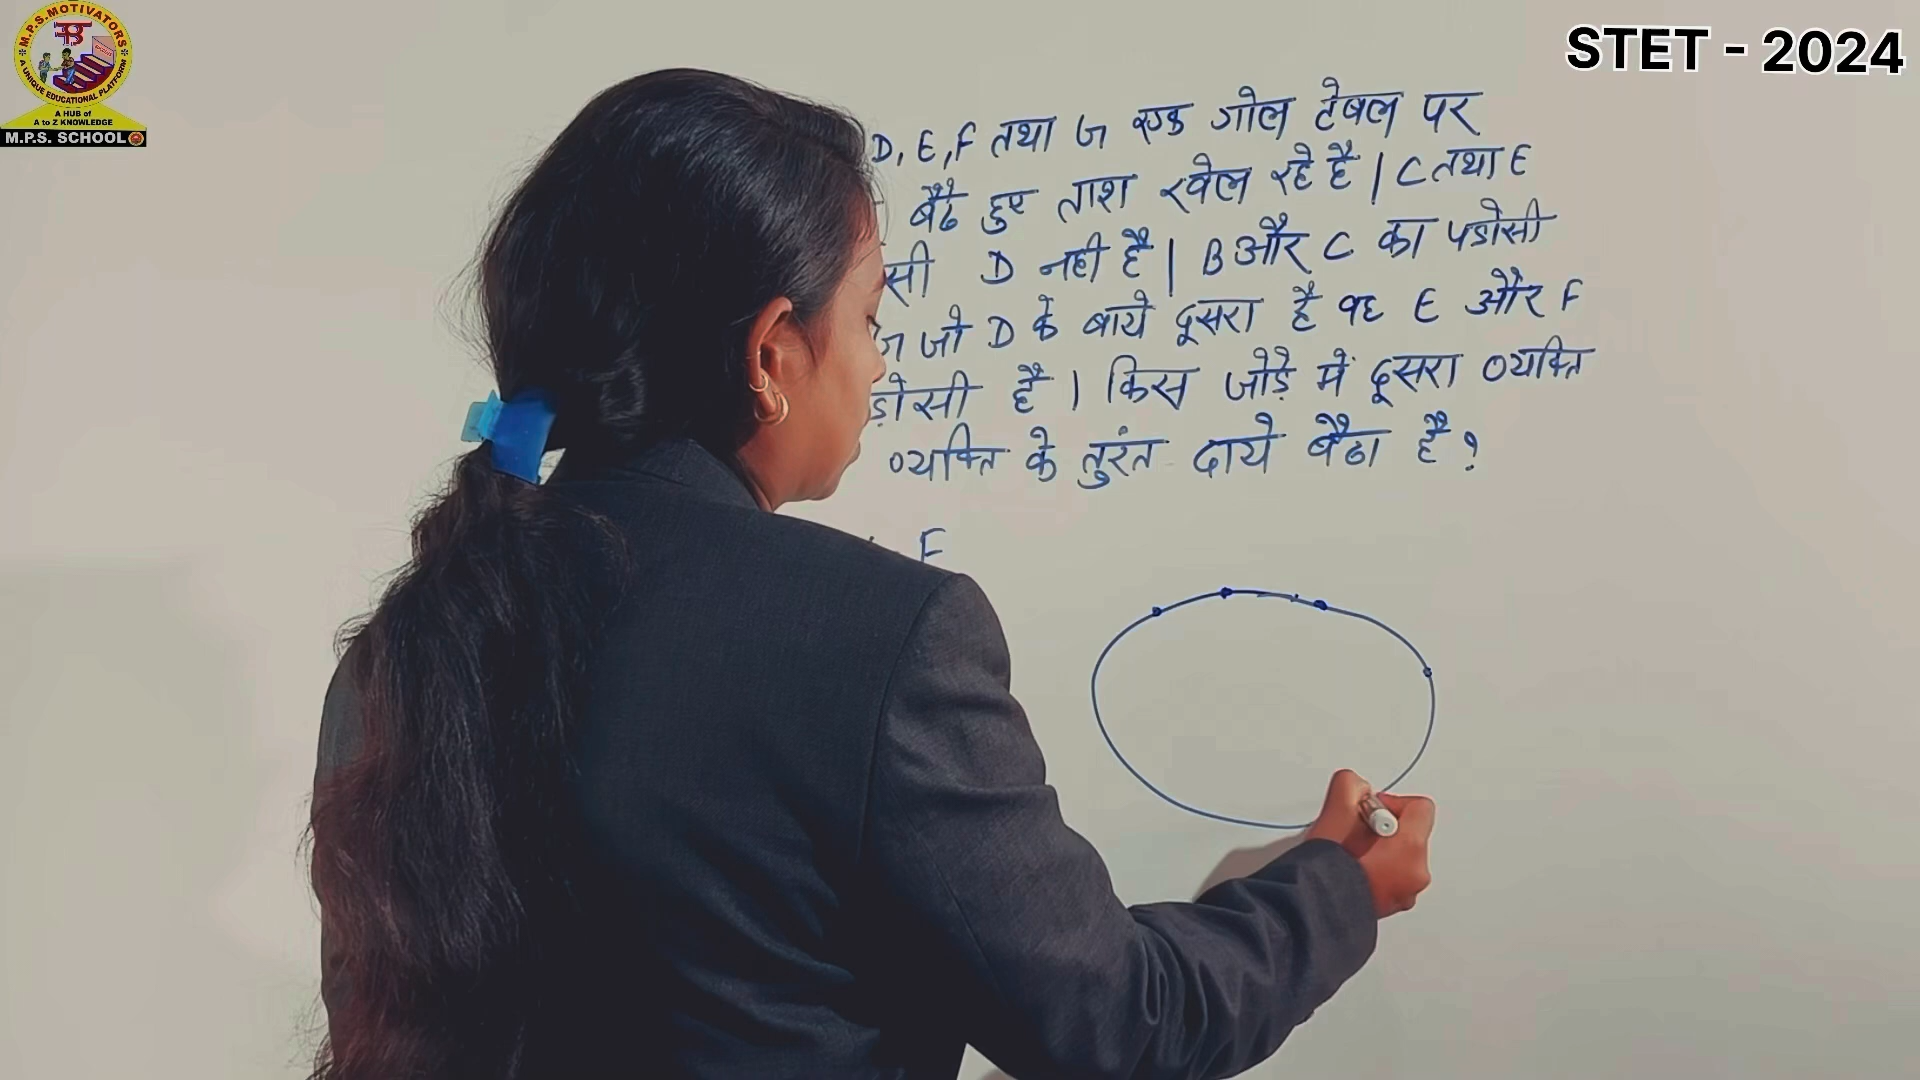 M.P.S.MOTIVATORS
A UNIQUE EDUCATIONAL PLATFORM
A HUB of
A to Z KNOWLEDGE
M.P.S. SCHOOL
STET - 2024
D, E, F तथा G एक गोल टेबल पर
बैठे हुए ताश खेल रहे है | C तथा E
सी D नही है | B और C का पडोसी
जो D के बाये दूसरा है वह E और F
ड़ोसी है | किस जोड़े में दूसरा व्यक्ति
व्यक्ति के तुरंत दाये बैठा है ?
F